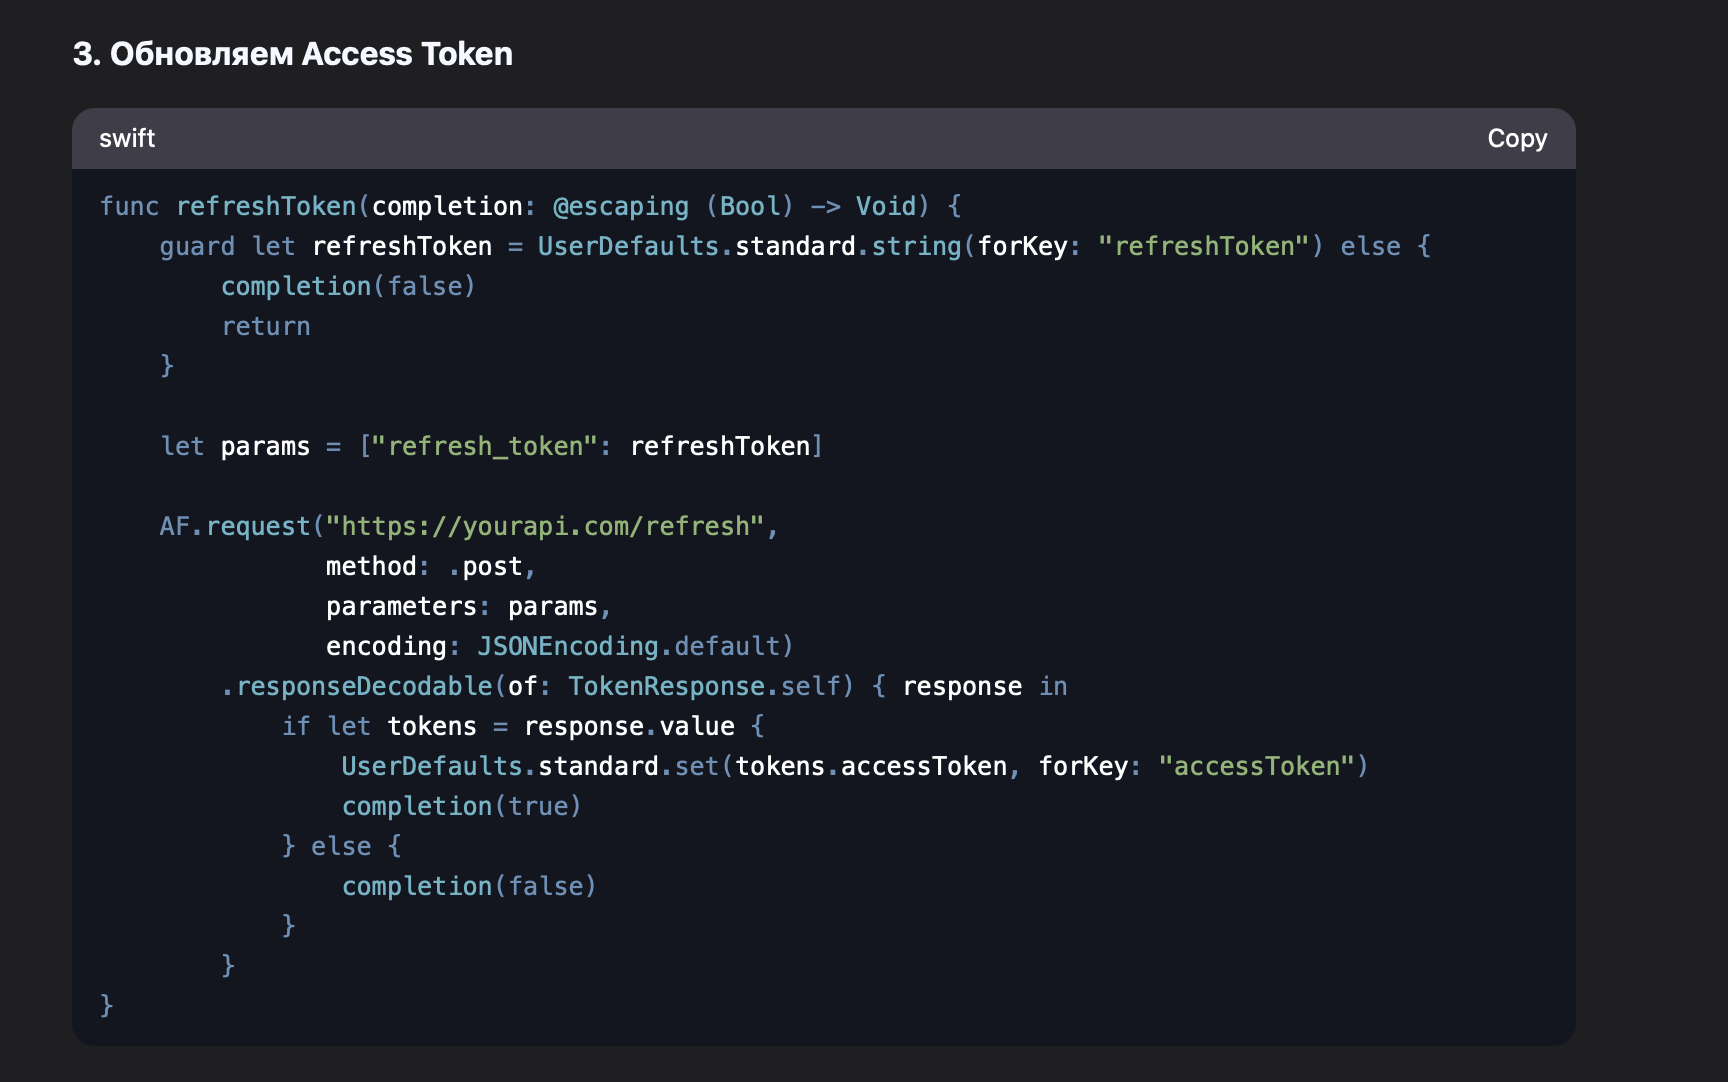 3. Обновляем Access Token
swift
Copy
func refreshToken(completion: @escaping (Bool) -> Void) {
    guard let refreshToken = UserDefaults.standard.string(forKey: "refreshToken") else {
        completion(false)
        return
    }

    let params = ["refresh_token": refreshToken]

    AF.request("https://yourapi.com/refresh",
               method: .post,
               parameters: params,
               encoding: JSONEncoding.default)
        .responseDecodable(of: TokenResponse.self) { response in
            if let tokens = response.value {
                UserDefaults.standard.set(tokens.accessToken, forKey: "accessToken")
                completion(true)
            } else {
                completion(false)
            }
        }
}